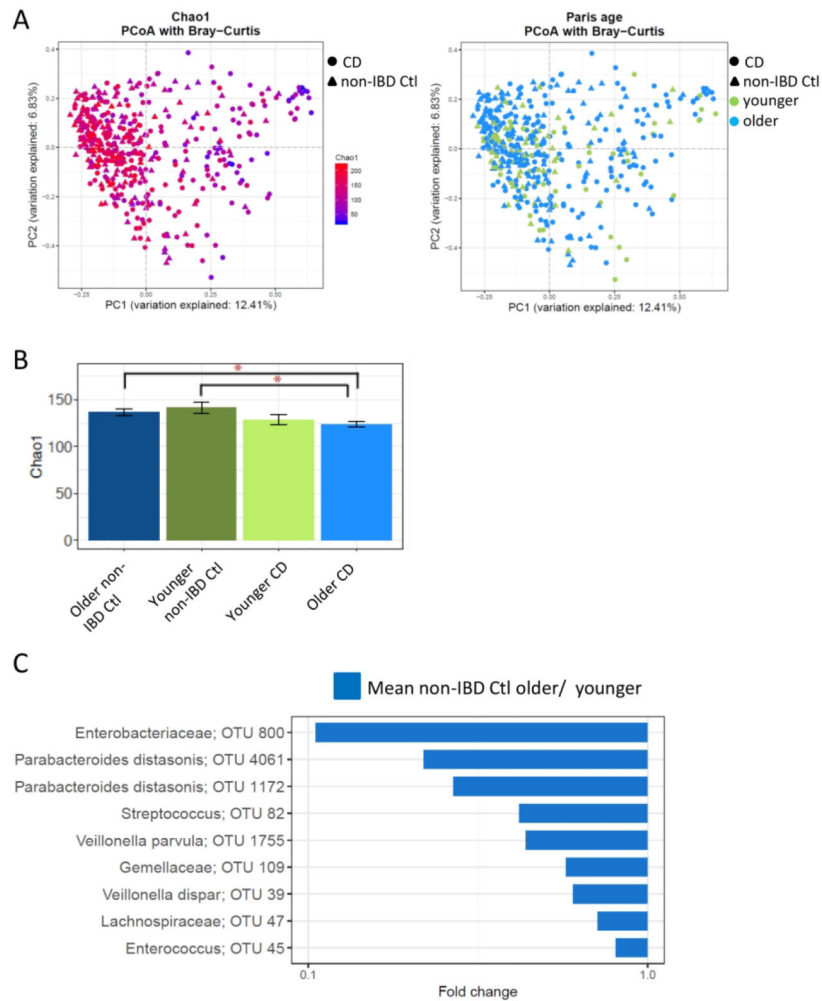 A
Chao1
PCoA with Bray-Curtis
PC2 (variation explained: 6.83%)
0.4
0.2
0.0
−0.2
−0.4
−0.25
0.00
0.25
0.50
PC1 (variation explained: 12.41%)
CD
non-IBD Ctl
Chao1
200
150
100
50
Paris age
PCoA with Bray-Curtis
PC2 (variation explained: 6.83%)
0.4
0.2
0.0
−0.2
−0.4
−0.25
0.00
0.25
0.50
PC1 (variation explained: 12.41%)
CD
non-IBD Ctl
younger
older
B
*
*
Chao1
150
100
50
0
Older non-
IBD Ctl
Younger
non-IBD Ctl
Younger CD
Older CD
C
Mean non-IBD Ctl older/ younger
Enterobacteriaceae; OTU 800
Parabacteroides distasonis; OTU 4061
Parabacteroides distasonis; OTU 1172
Streptococcus; OTU 82
Veillonella parvula; OTU 1755
Gemellaceae; OTU 109
Veillonella dispar; OTU 39
Lachnospiraceae; OTU 47
Enterococcus; OTU 45
0.1
1.0
Fold change